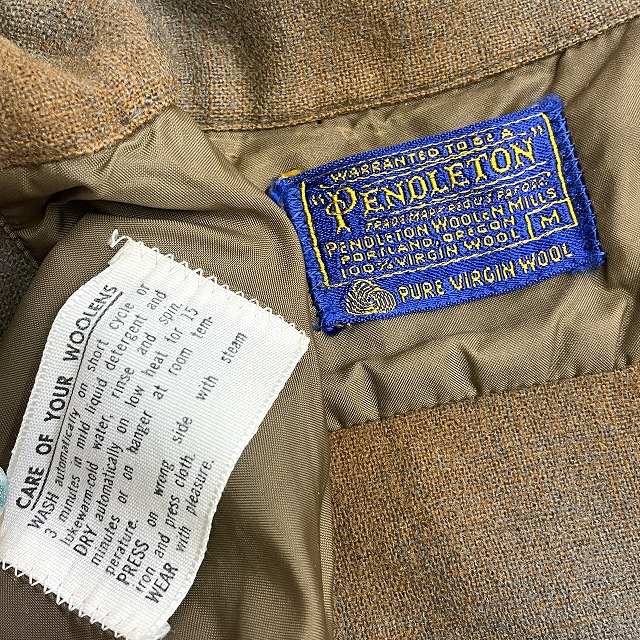 "WARRANTED TO BE A
"PENDLETON"
TRADE MARK REG. U.S. PAT. OFF.
PENDLETON WOOLEN MILLS
PORTLAND, OREGON
100% VIRGIN WOOL
M
PURE VIRGIN WOOL
CARE OF YOUR WOOLENS
WASH automatically on short cycle, or
3 minutes in mild liquid detergent and
lukewarm-cold water, rinse and spin.
DRY automatically on low heat for 15
minutes or on hanger at room tem-
perature.
PRESS on wrong side with steam
iron and press cloth.
WEAR with pleasure.